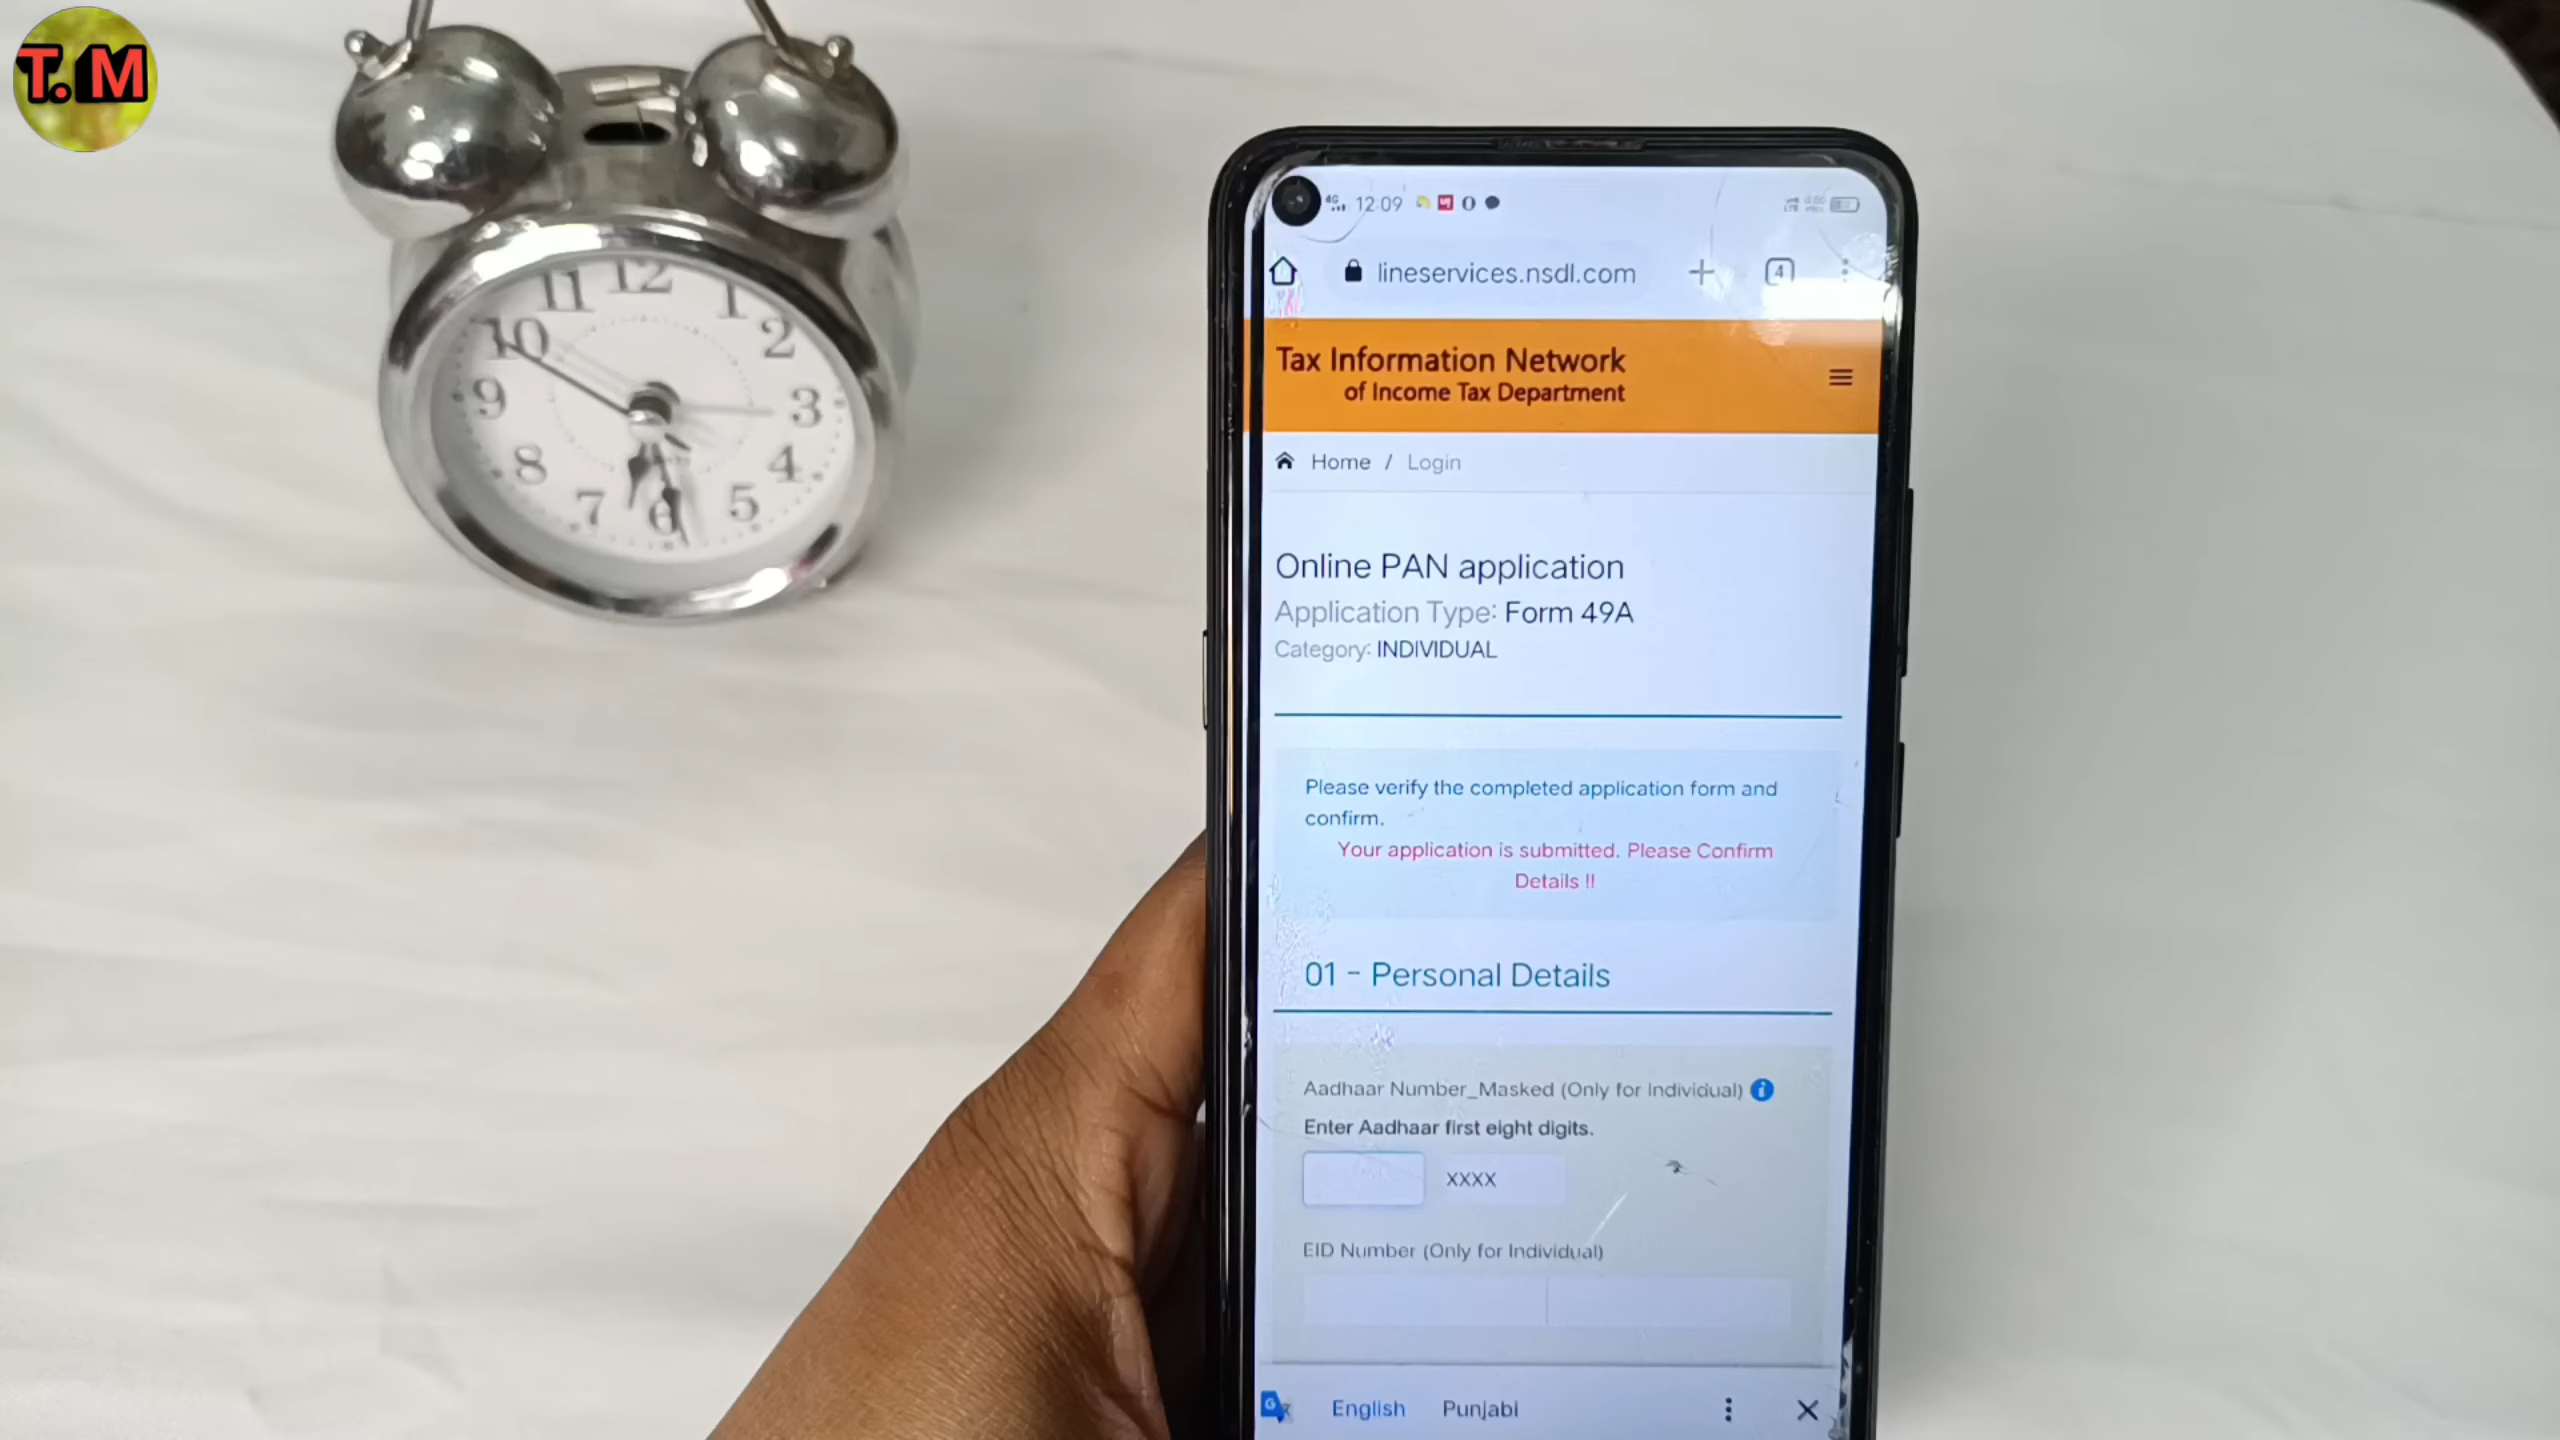 T.M
12
11
1
10
2
9
3
8
4
7
5
6
4G 12:09
lineservices.nsdl.com
4
Tax Information Network
of Income Tax Department
Home / Login
Online PAN application
Application Type: Form 49A
Category: INDIVIDUAL
Please verify the completed application form and
confirm.
Your application is submitted. Please Confirm
Details !!
01 - Personal Details
Aadhaar Number_Masked (Only for Individual)
Enter Aadhaar first eight digits.
XXXX
EID Number (Only for Individual)
English Punjabi